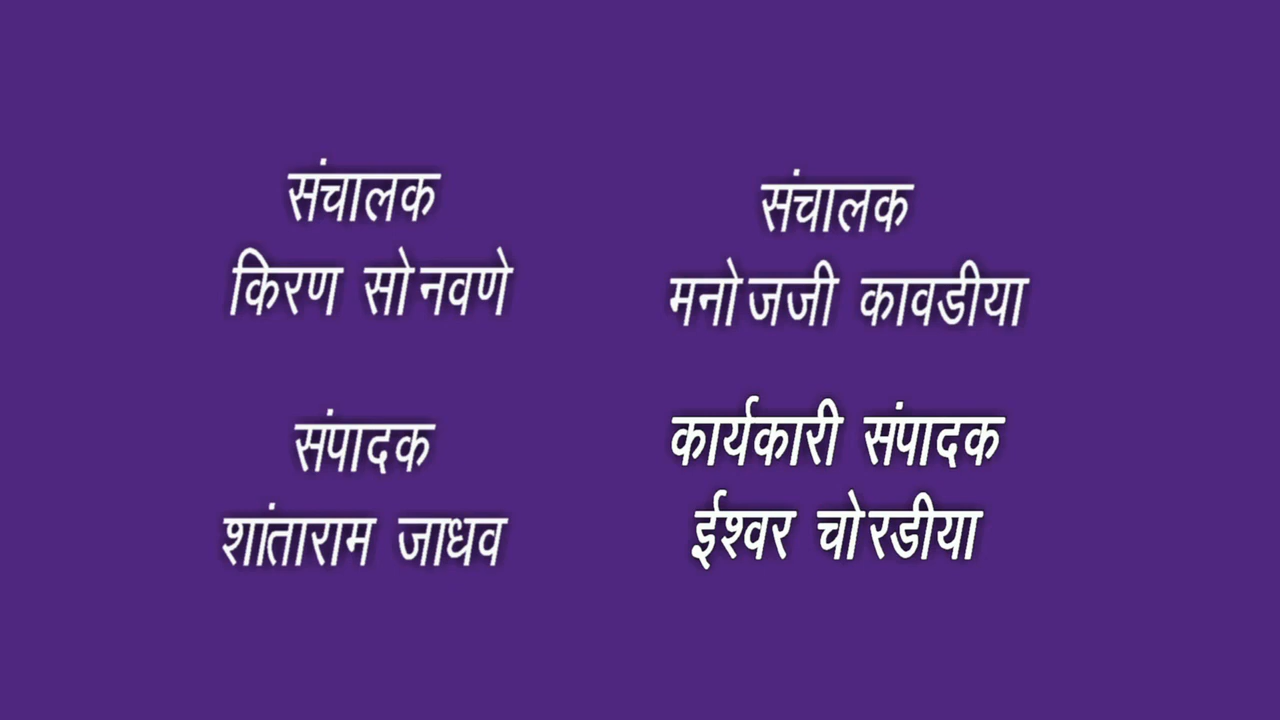 संचालक
किरण सोनवणे
संचालक
मनोजजी कावडीया
संपादक
शांताराम जाधव
कार्यकारी संपादक
ईश्वर चोरडीया